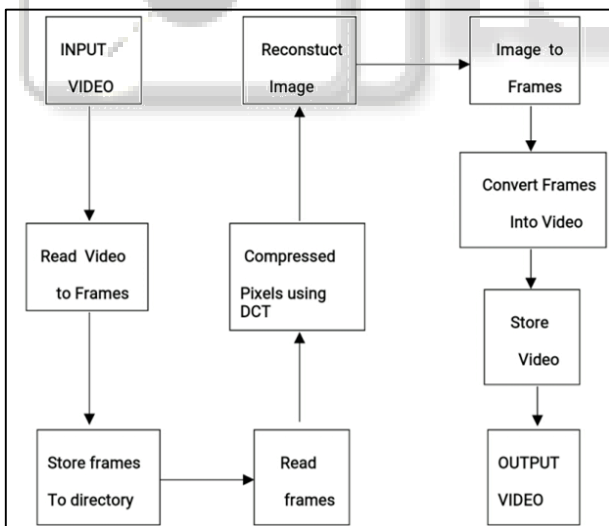 INPUT
VIDEO
Read Video
to Frames
Store frames
To directory
Read
frames
Compressed
Pixels using
DCT
Reconstuct
Image
Image to
Frames
Convert Frames
Into Video
Store
Video
OUTPUT
VIDEO